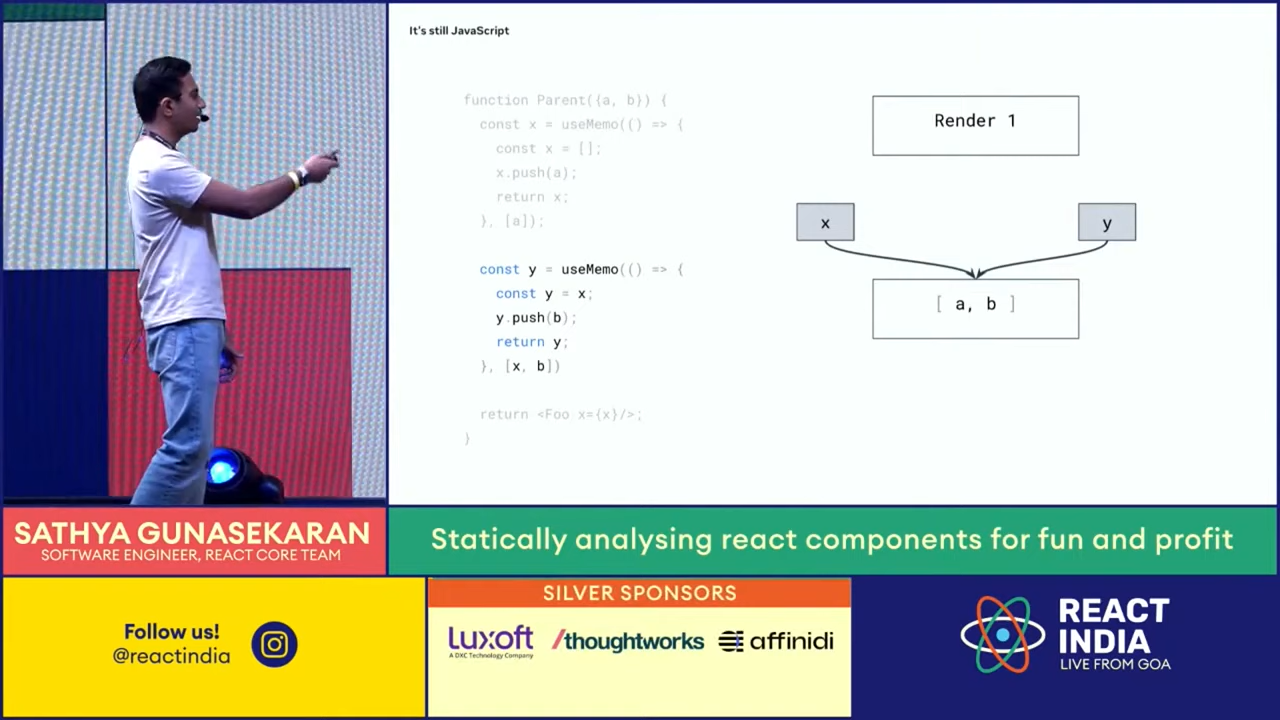 It's still JavaScript
function Parent({a, b}) {
const x = useMemo(() => {
const x = [];
x.push(a);
return x;
}, [a]);
const y = useMemo(() => {
const y = x;
y.push(b);
return y;
}, [x, b])
return <Foo x={x}/>;
}
Render 1
x
y
[ a, b ]
SATHYA GUNASEKARAN
SOFTWARE ENGINEER, REACT CORE TEAM
Statically analysing react components for fun and profit
Follow us!
@reactindia
SILVER SPONSORS
Luxoft
A DXC Technology Company
/thoughtworks
affinidi
REACT
INDIA
LIVE FROM GOA